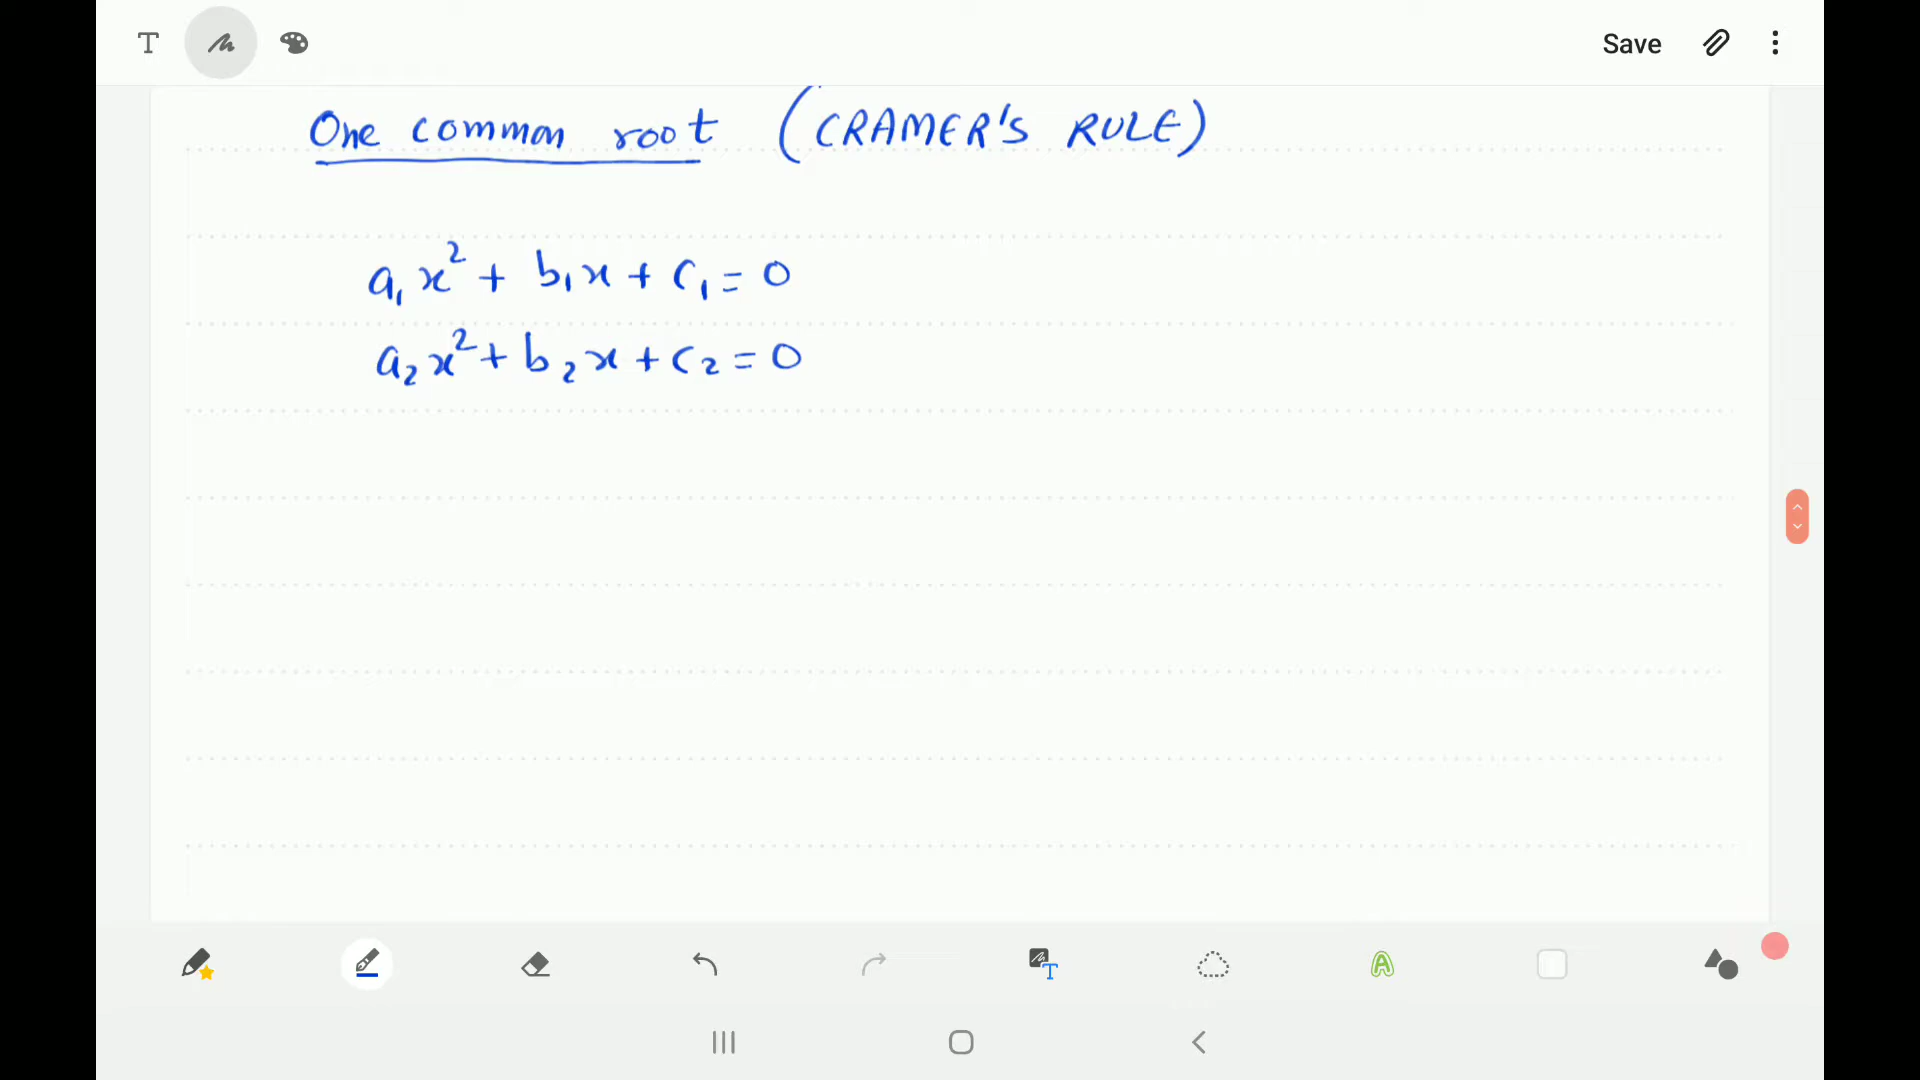 Save
One common root (CRAMER'S RULE)
a₁x² + b₁x + c₁ = 0
a₂x² + b₂x + c₂ = 0